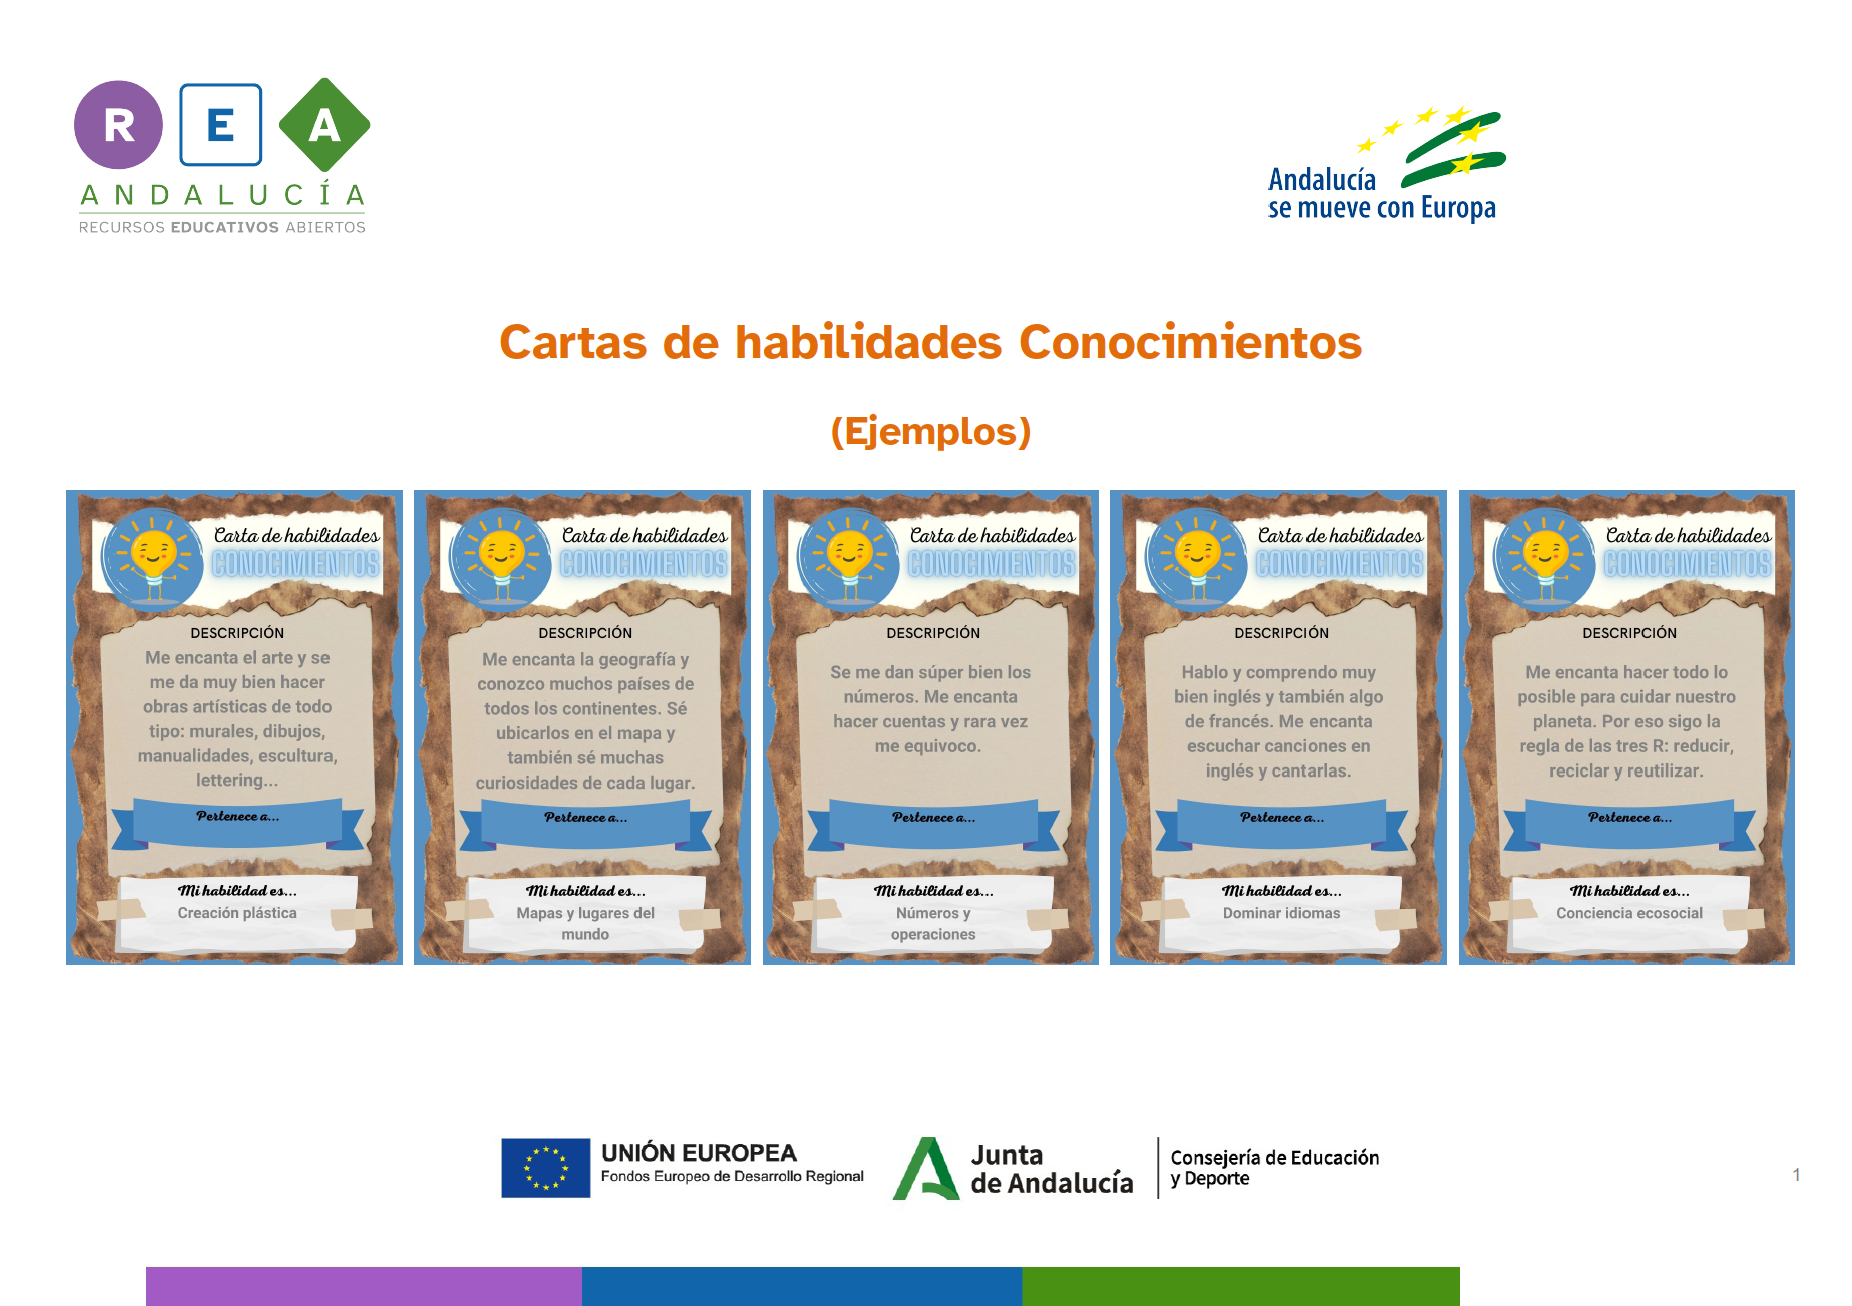 R E A
ANDALUCÍA
RECURSOS EDUCATIVOS ABIERTOS
Andalucía
se mueve con Europa
Cartas de habilidades Conocimientos
(Ejemplos)
Carta de habilidades
CONOCIMIENTOS
DESCRIPCIÓN
Me encanta el arte y se
me da muy bien hacer
obras artísticas de todo
tipo: murales, dibujos,
manualidades, escultura,
lettering...
Pertenece a...
Mi habilidad es...
Creación plástica
Carta de habilidades
CONOCIMIENTOS
DESCRIPCIÓN
Me encanta la geografía y
conozco muchos países de
todos los continentes. Sé
ubicarlos en el mapa y
también sé muchas
curiosidades de cada lugar.
Pertenece a...
Mi habilidad es...
Mapas y lugares del
mundo
Carta de habilidades
CONOCIMIENTOS
DESCRIPCIÓN
Se me dan súper bien los
números. Me encanta
hacer cuentas y rara vez
me equivoco.
Pertenece a...
Mi habilidad es...
Números y
operaciones
Carta de habilidades
CONOCIMIENTOS
DESCRIPCIÓN
Hablo y comprendo muy
bien inglés y también algo
de francés. Me encanta
escuchar canciones en
inglés y cantarlas.
Pertenece a...
Mi habilidad es...
Dominar idiomas
Carta de habilidades
CONOCIMIENTOS
DESCRIPCIÓN
Me encanta hacer todo lo
posible para cuidar nuestro
planeta. Por eso sigo la
regla de las tres R: reducir,
reciclar y reutilizar.
Pertenece a...
Mi habilidad es...
Conciencia ecosocial
UNIÓN EUROPEA
Fondos Europeo de Desarrollo Regional
Junta
de Andalucía
Consejería de Educación
y Deporte
1